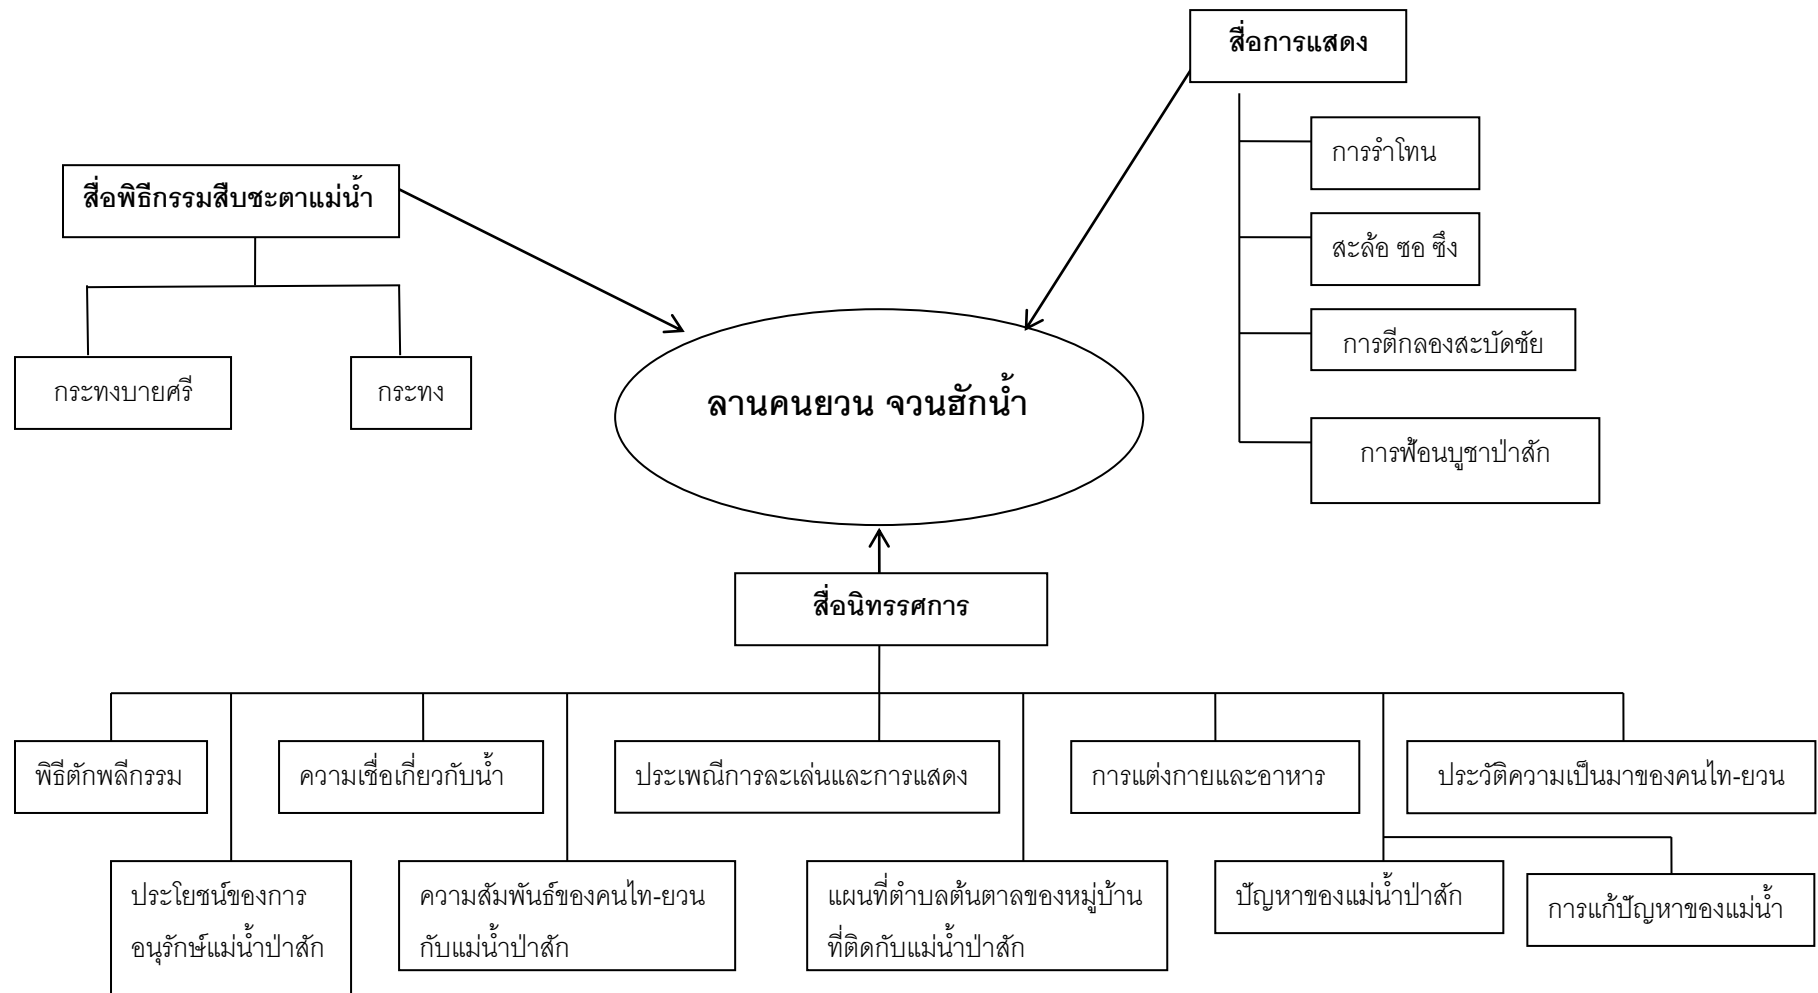 สื่อการแสดง
การรำโทน
สะล้อ ซอ ซึง
การตีกลองสะบัดชัย
การฟ้อนบูชาป่าสัก
สื่อพิธีกรรมสืบชะตาแม่น้ำ
กระทงบายศรี
กระทง
ลานคนยวน จวนฮักน้ำ
สื่อนิทรรศการ
พิธีตักพลีกรรม
ความเชื่อเกี่ยวกับน้ำ
ประเพณีการละเล่นและการแสดง
การแต่งกายและอาหาร
ประวัติความเป็นมาของคนไท-ยวน
ประโยชน์ของการ
อนุรักษ์แม่น้ำป่าสัก
ความสัมพันธ์ของคนไท-ยวน
กับแม่น้ำป่าสัก
แผนที่ตำบลต้นตาลของหมู่บ้าน
ที่ติดกับแม่น้ำป่าสัก
ปัญหาของแม่น้ำป่าสัก
การแก้ปัญหาของแม่น้ำ